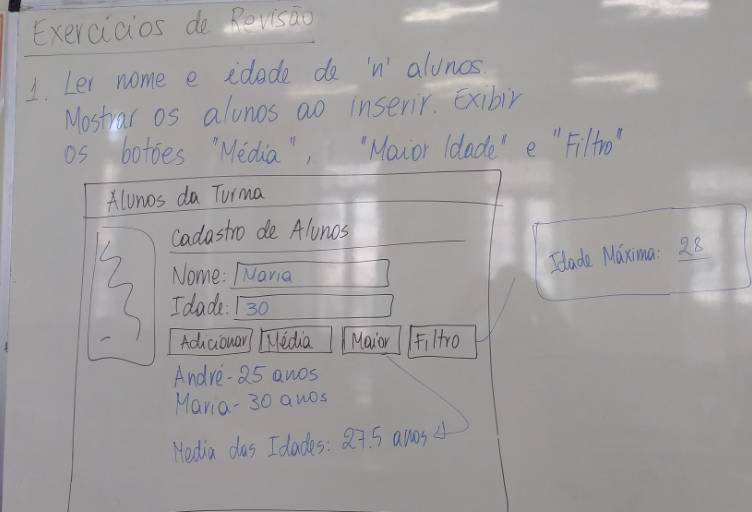 Exercícios de Revisão
1. Ler nome e idade de 'n' alunos.
Mostrar os alunos ao inserir. Exibir
os botões "Média", "Maior Idade" e "Filtro"
Alunos da Turma
Cadastro de Alunos
Nome: Maria
Idade: 30
Adicionar Média Maior Filtro
André - 25 anos
Maria - 30 anos
Media das Idades: 27.5 anos
Idade Máxima: 28